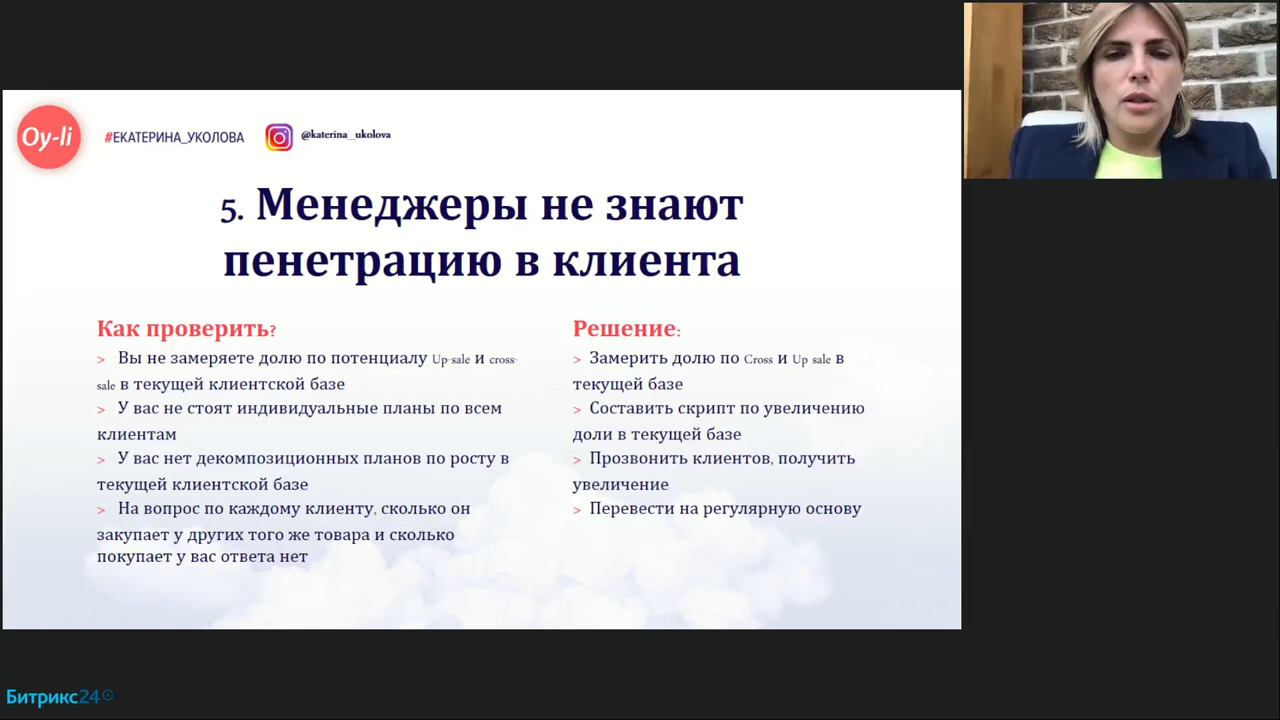 Oy-li
#ЕКАТЕРИНА_УКОЛОВА
@katerina_ukolova
5. Менеджеры не знают
пенетрацию в клиента
Как проверить?
> Вы не замеряете долю по потенциалу Up-sale и cross-
sale в текущей клиентской базе
> У вас не стоят индивидуальные планы по всем
клиентам
> У вас нет декомпозиционных планов по росту в
текущей клиентской базе
> На вопрос по каждому клиенту, сколько он
закупает у других того же товара и сколько
покупает у вас ответа нет
Решение:
> Замерить долю по Cross и Up sale в
текущей базе
> Составить скрипт по увеличению
доли в текущей базе
> Прозвонить клиентов, получить
увеличение
> Перевести на регулярную основу
Битрикс24